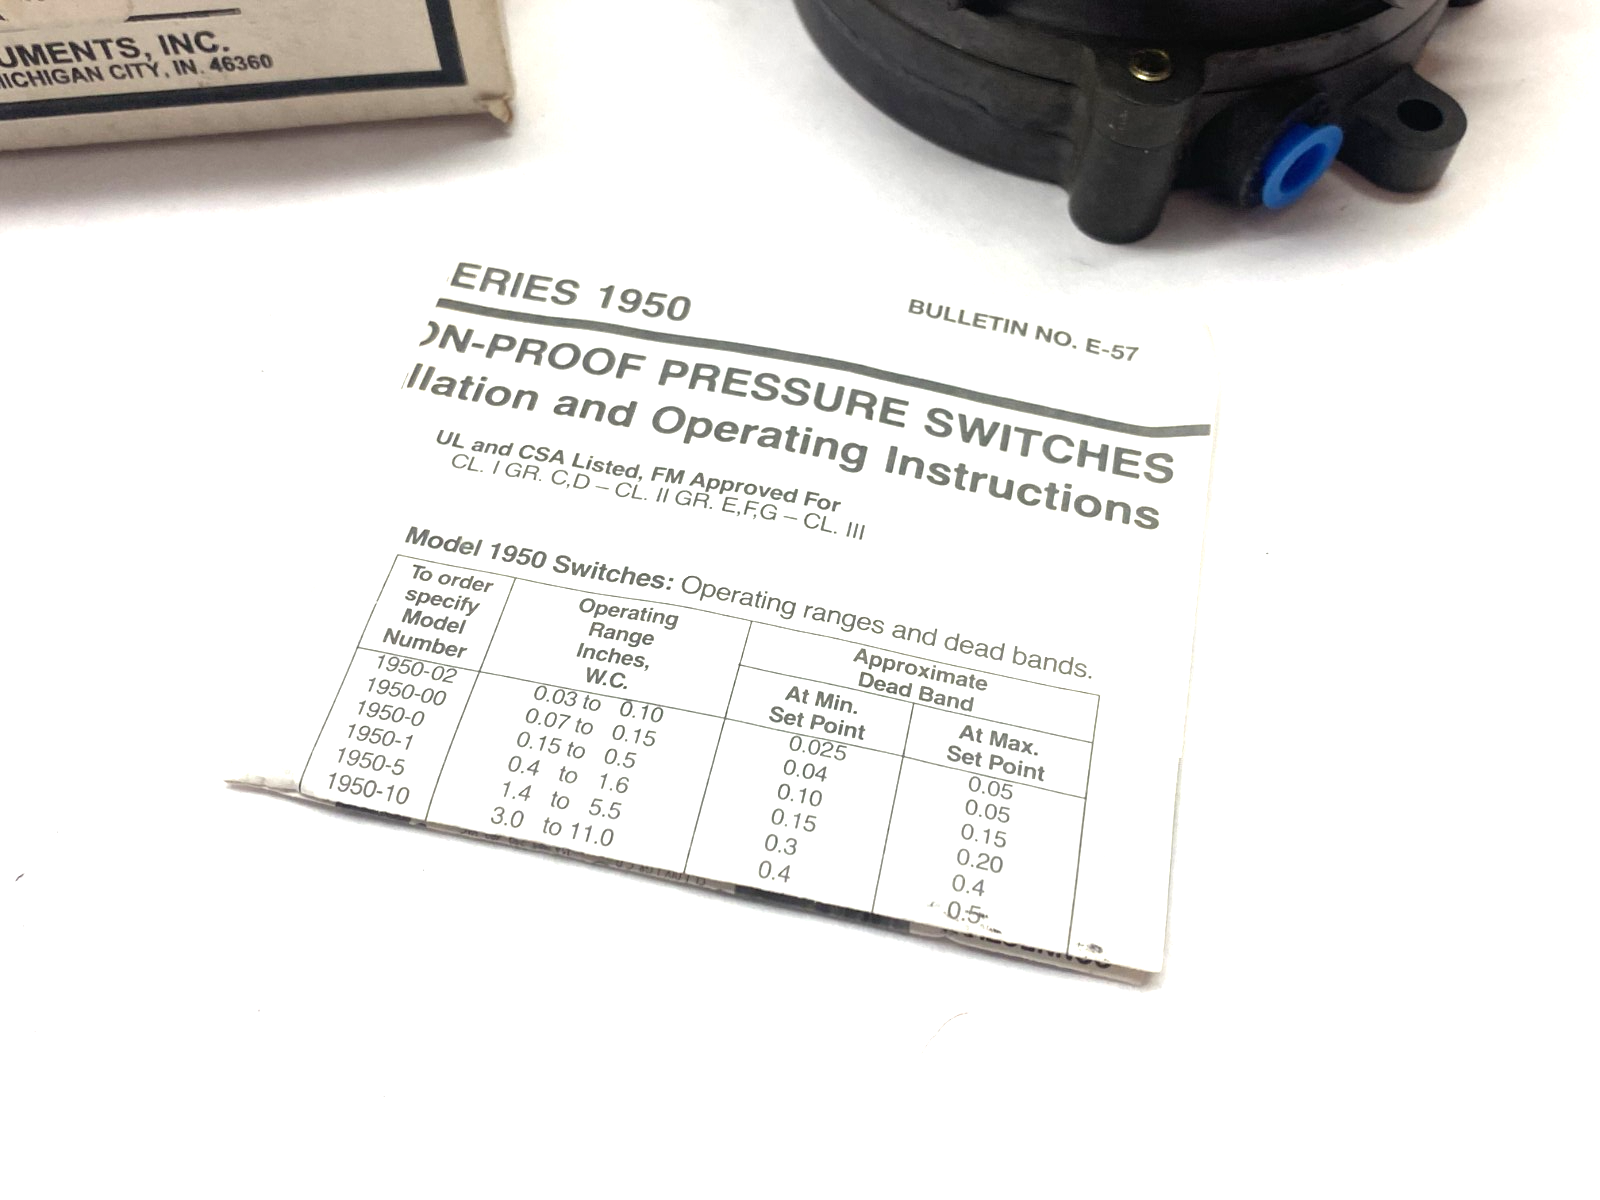 UMENTS, INC.
MICHIGAN CITY, IN. 46360
ERIES 1950
BULLETIN NO. E-57
ON-PROOF PRESSURE SWITCHES
llation and Operating Instructions
UL and CSA Listed, FM Approved For
CL. I GR. C,D – CL. II GR. E,F,G – CL. III
Model 1950 Switches: Operating ranges and dead bands.
To order
specify
Model
Number
Operating
Range
Inches,
W.C.
Approximate
Dead Band
At Min.
Set Point
At Max.
Set Point
1950-02 0.03 to 0.10 0.025 0.05
1950-00 0.07 to 0.15 0.04 0.05
1950-0 0.15 to 0.5 0.10 0.15
1950-1 0.4 to 1.6 0.15 0.20
1950-5 1.4 to 5.5 0.3 0.4
1950-10 3.0 to 11.0 0.4 0.5